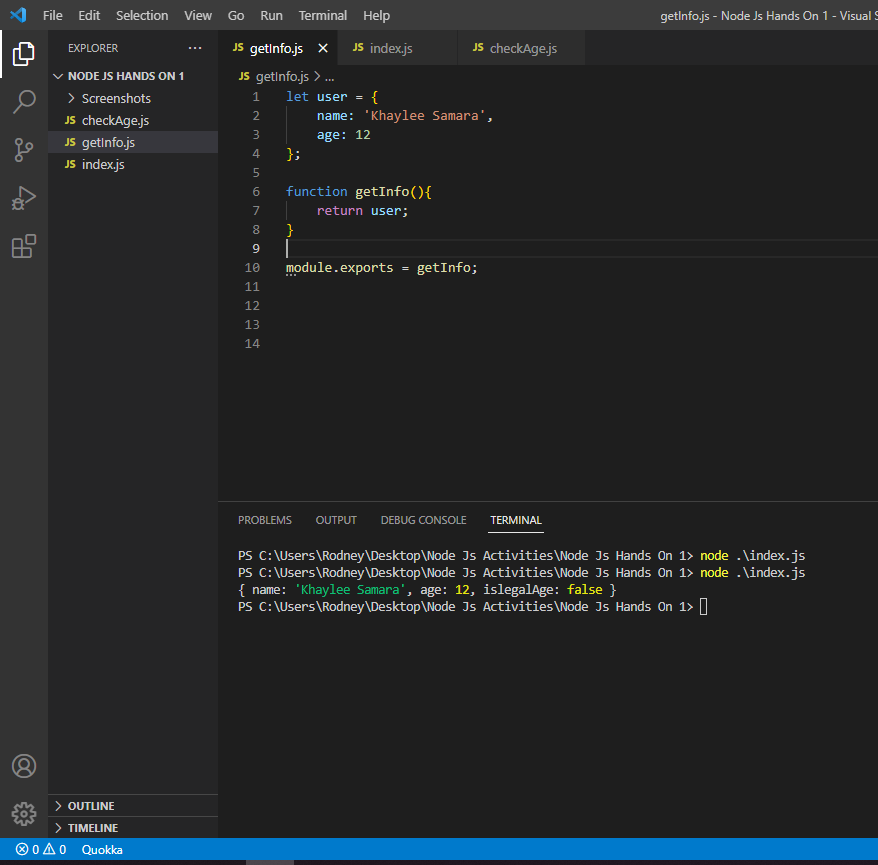 File Edit Selection View Go Run Terminal Help getInfo.js - Node Js Hands On 1 - Visual S
EXPLORER ...
NODE JS HANDS ON 1
Screenshots
JS checkAge.js
JS getInfo.js
JS index.js
JS getInfo.js JS index.js JS checkAge.js
JS getInfo.js > ...
1 let user = {
2 name: 'Khaylee Samara',
3 age: 12
4 };
5
6 function getInfo(){
7 return user;
8 }
9
10 module.exports = getInfo;
11
12
13
14
PROBLEMS OUTPUT DEBUG CONSOLE TERMINAL
PS C:\Users\Rodney\Desktop\Node Js Activities\Node Js Hands On 1> node .\index.js
PS C:\Users\Rodney\Desktop\Node Js Activities\Node Js Hands On 1> node .\index.js
{ name: 'Khaylee Samara', age: 12, islegalAge: false }
PS C:\Users\Rodney\Desktop\Node Js Activities\Node Js Hands On 1>
OUTLINE
TIMELINE
0 0 Quokka